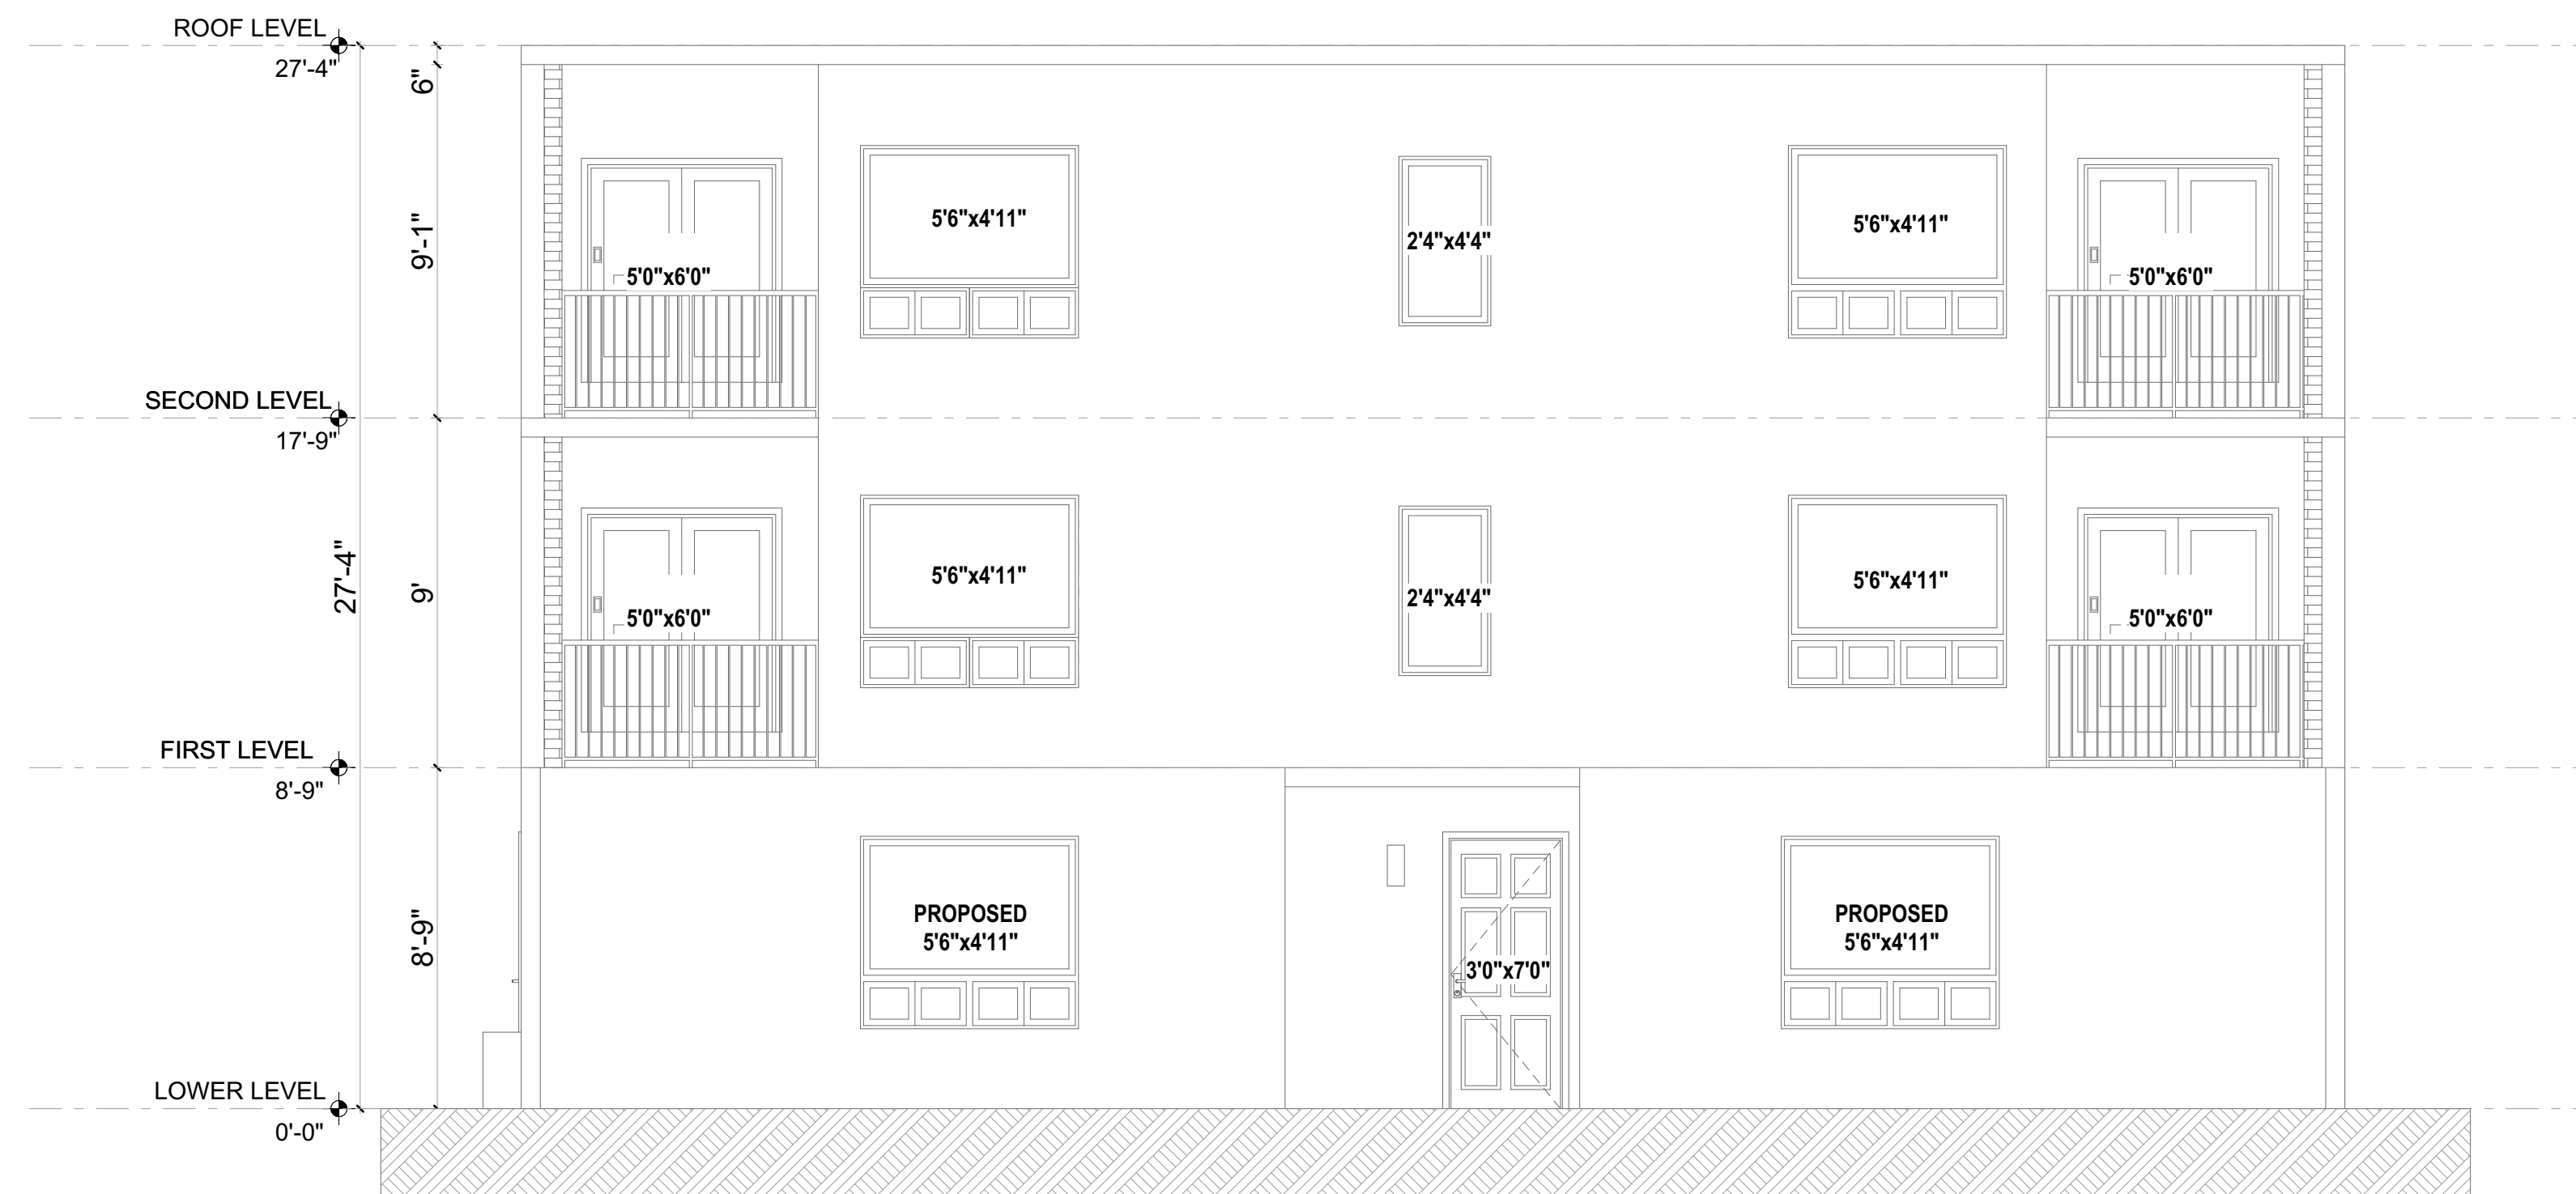 ROOF LEVEL
27'-4"
6"
9'-1"
5'6"x4'11"
2'4"x4'4"
5'6"x4'11"
5'0"x6'0"
5'0"x6'0"
SECOND LEVEL
17'-9"
27'-4"
9'
5'6"x4'11"
2'4"x4'4"
5'6"x4'11"
5'0"x6'0"
5'0"x6'0"
FIRST LEVEL
8'-9"
8'-9"
PROPOSED
5'6"x4'11"
3'0"x7'0"
PROPOSED
5'6"x4'11"
LOWER LEVEL
0'-0"